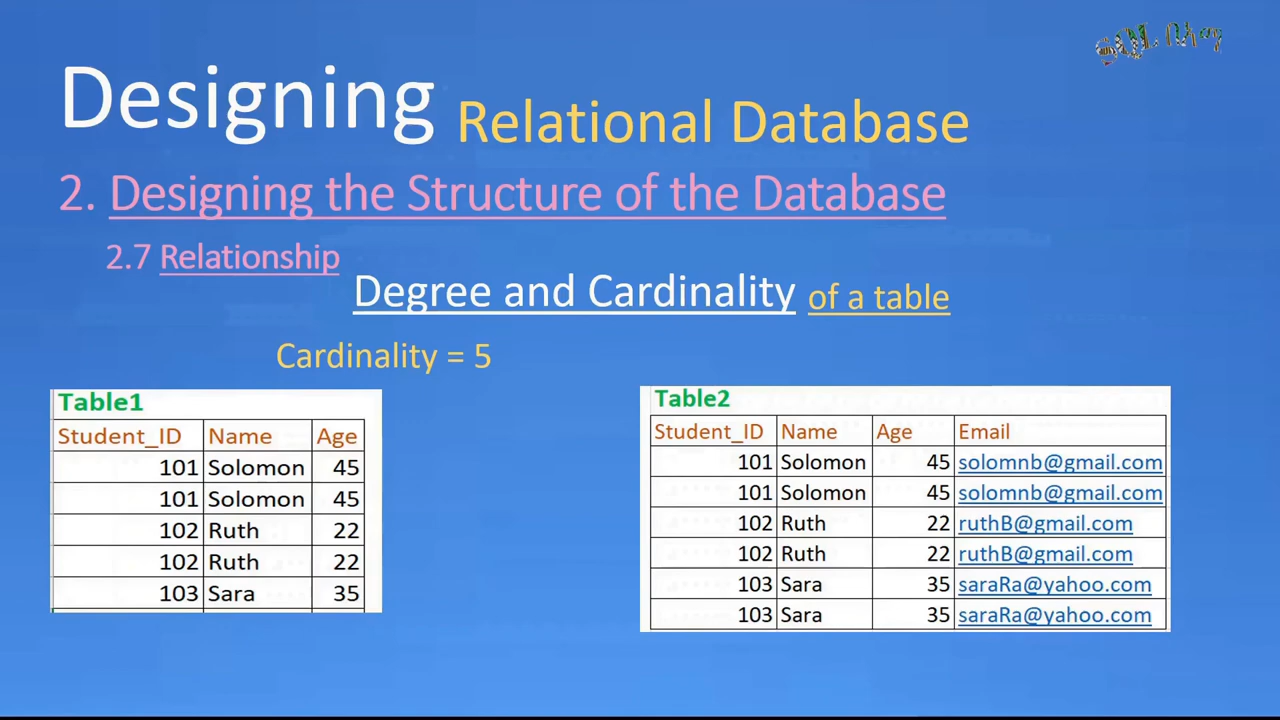 Designing Relational Database
2. Designing the Structure of the Database
2.7 Relationship
Degree and Cardinality of a table
Cardinality = 5
Table1
Student_ID Name Age
101 Solomon 45
101 Solomon 45
102 Ruth 22
102 Ruth 22
103 Sara 35
Table2
Student_ID Name Age Email
101 Solomon 45 solomnb@gmail.com
101 Solomon 45 solomnb@gmail.com
102 Ruth 22 ruthB@gmail.com
102 Ruth 22 ruthB@gmail.com
103 Sara 35 saraRa@yahoo.com
103 Sara 35 saraRa@yahoo.com